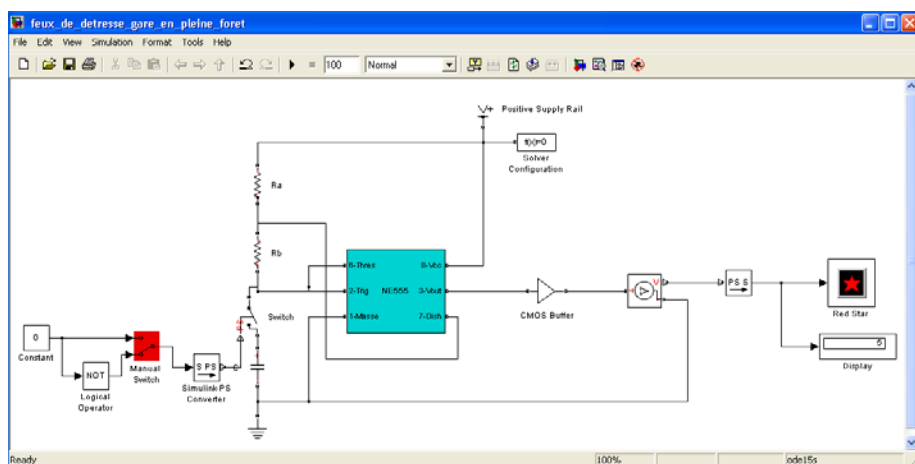 feux_de_detresse_gare_en_pleine_foret
File Edit View Simulation Format Tools Help
100 Normal
V+ Positive Supply Rail
f(x)=0
Solver
Configuration
Ra
Rb
6-Thres 8-Vcc
2-Trig NE555 3-Vout
1-Masse 7-Dish
CMOS Buffer
V
PS S
Red Star
5
Display
Switch
PS
0
Constant
NOT
Logical
Operator
Manual
Switch
S PS
Simulink-PS
Converter
Ready 100% ode15s